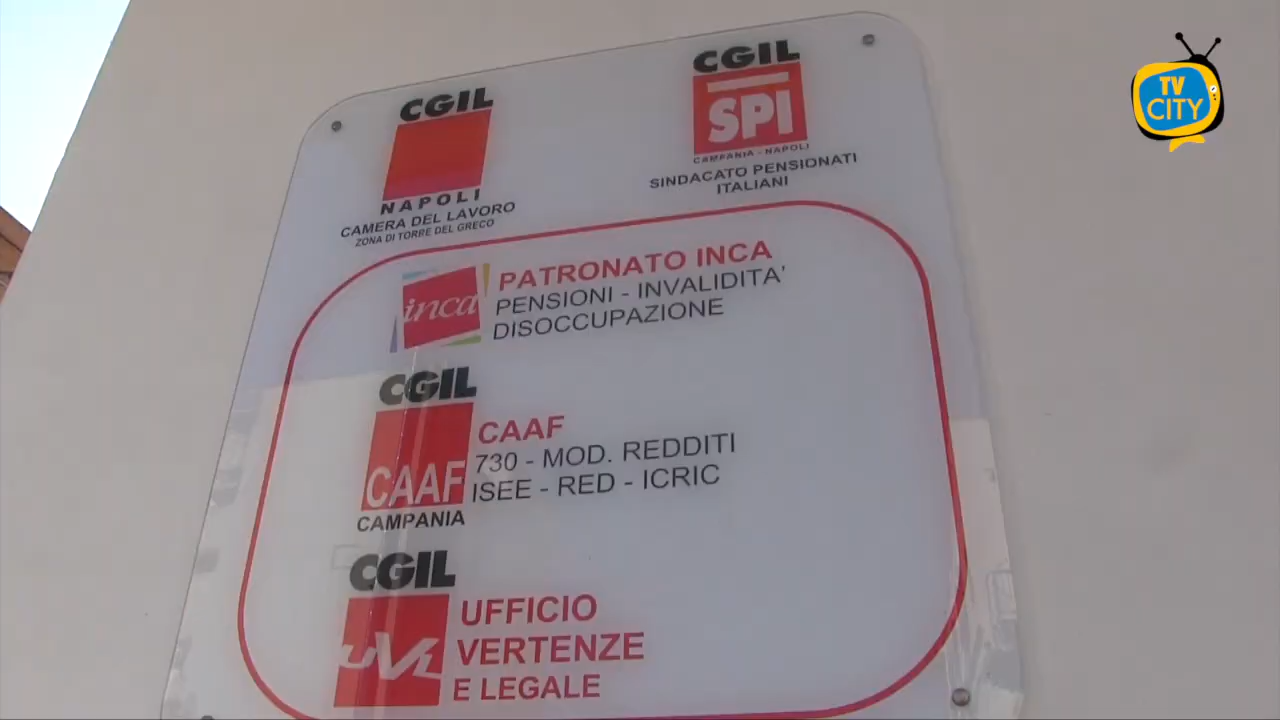 TV
CITY
CGIL
NAPOLI
CAMERA DEL LAVORO
ZONA DI TORRE DEL GRECO
CGIL
SPI
CAMPANIA - NAPOLI
SINDACATO PENSIONATI
ITALIANI
inca
PATRONATO INCA
PENSIONI - INVALIDITA'
DISOCCUPAZIONE
CGIL
CAAF
CAMPANIA
CAAF
730 - MOD. REDDITI
ISEE - RED - ICRIC
CGIL
UVL
UFFICIO
VERTENZE
E LEGALE